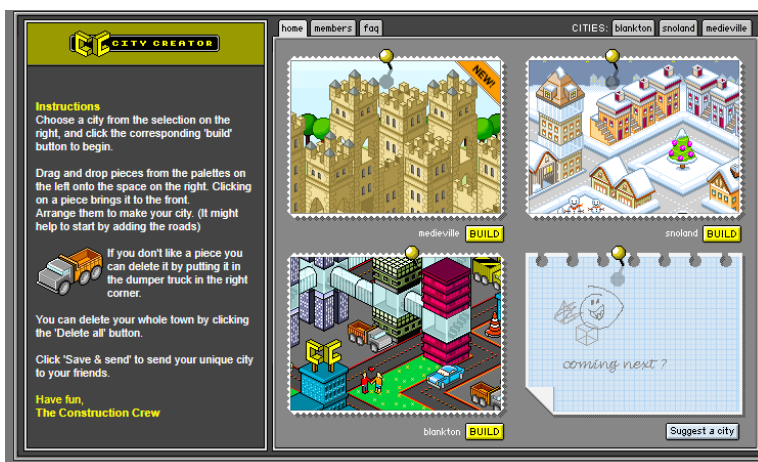 CITY CREATOR
Instructions
Choose a city from the selection on the
right, and click the corresponding 'build'
button to begin.
Drag and drop pieces from the palettes on
the left onto the space on the right. Clicking
on a piece brings it to the front.
Arrange them to make your city. (It might
help to start by adding the roads)
If you don't like a piece you
can delete it by putting it in
the dumper truck in the right
corner.
You can delete your whole town by clicking
the 'Delete all' button.
Click 'Save & send' to send your unique city
to your friends.
Have fun,
The Construction Crew
home members faq CITIES: blankton snoland medieville
NEW!
medieville BUILD
snoland BUILD
CC
blankton BUILD
coming next?
Suggest a city